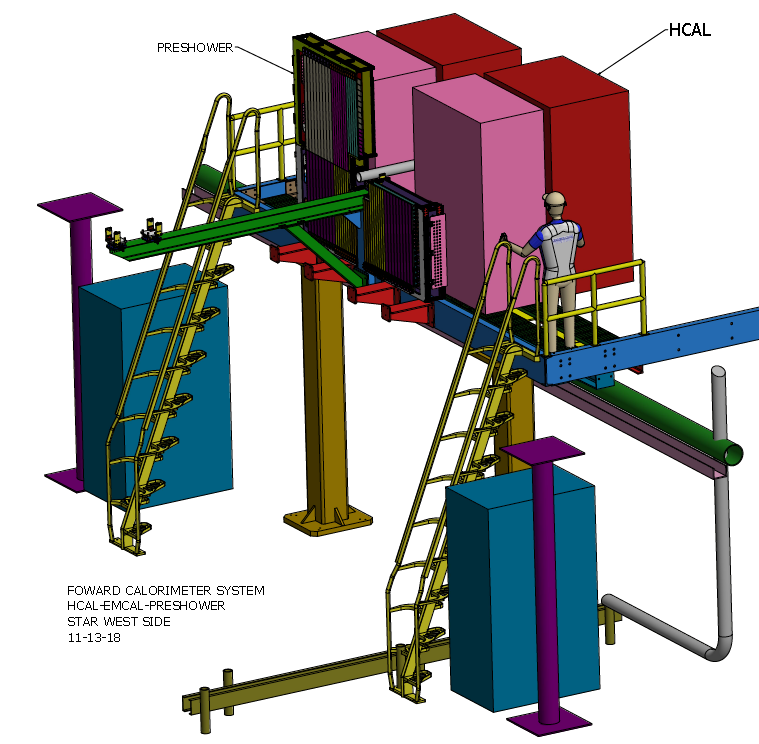 HCAL
PRESHOWER
FOWARD CALORIMETER SYSTEM
HCAL-EMCAL-PRESHOWER
STAR WEST SIDE
11-13-18